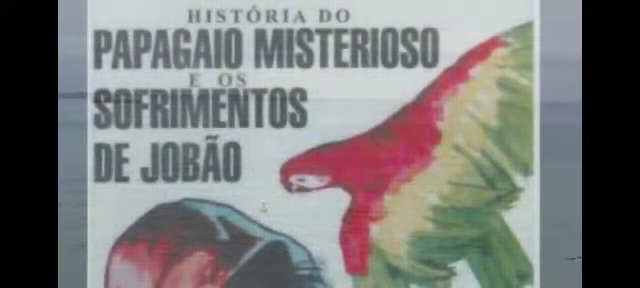 HISTÓRIA DO
PAPAGAIO MISTERIOSO
E OS
SOFRIMENTOS
DE JOBÃO